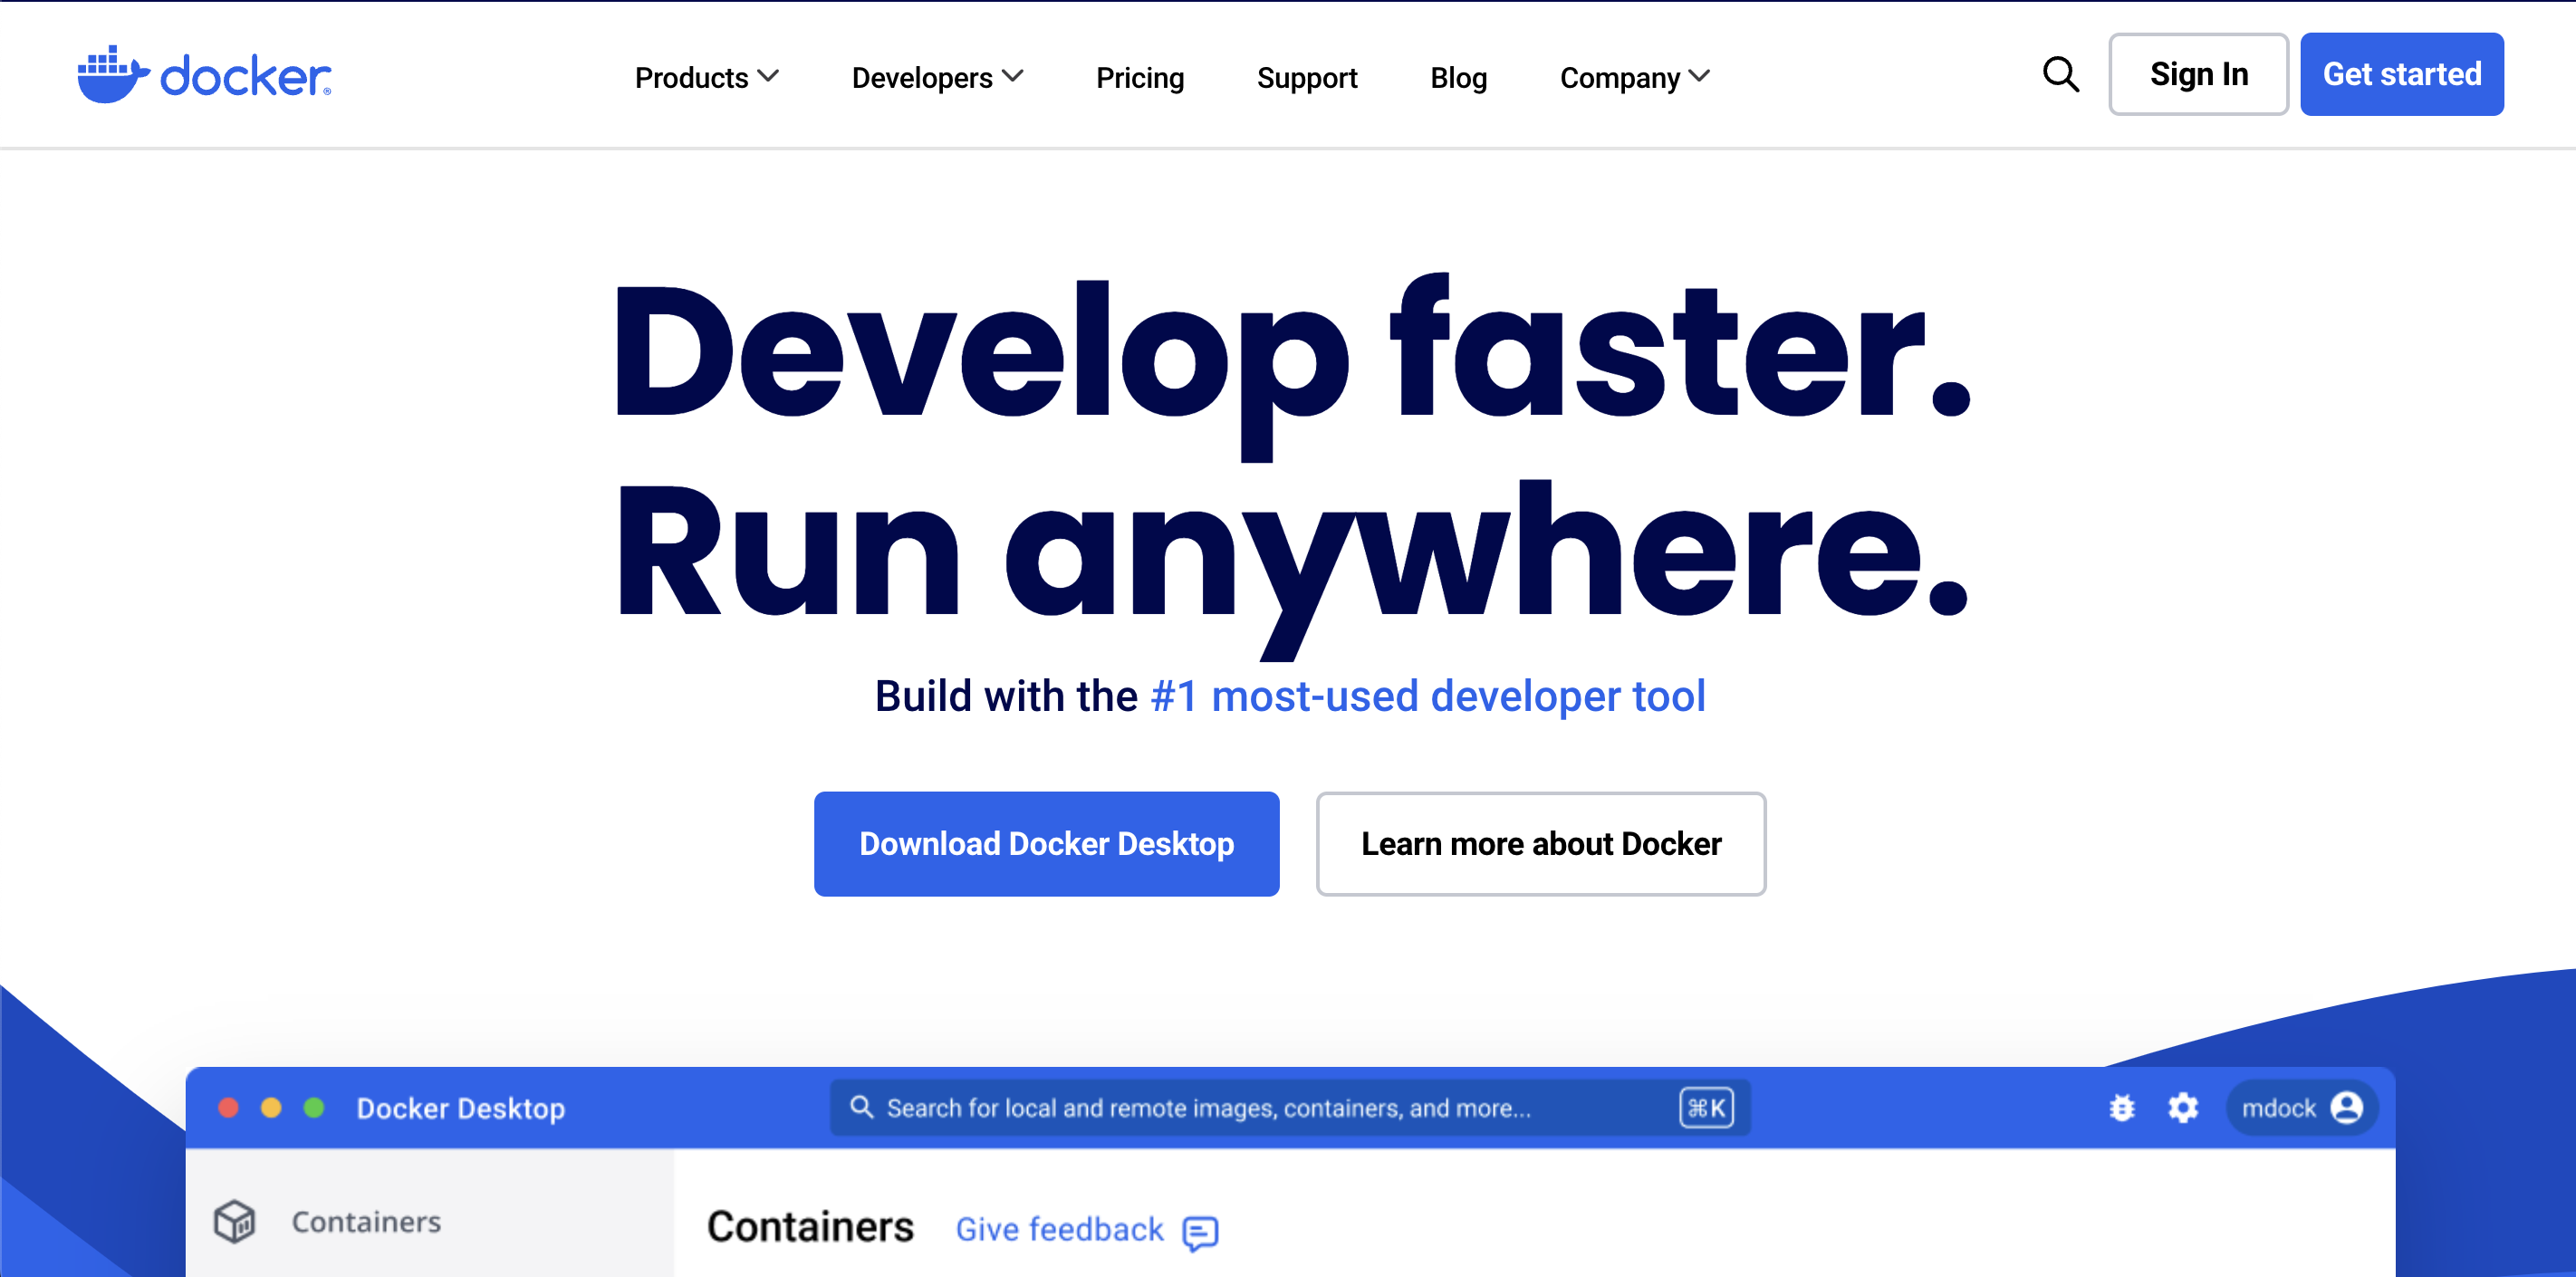 docker®
Products Developers Pricing Support Blog Company Sign In Get started
Develop faster.
Run anywhere.
Build with the #1 most-used developer tool
Download Docker Desktop Learn more about Docker
Docker Desktop Search for local and remote images, containers, and more... ⌘K mdock
Containers
Containers Give feedback